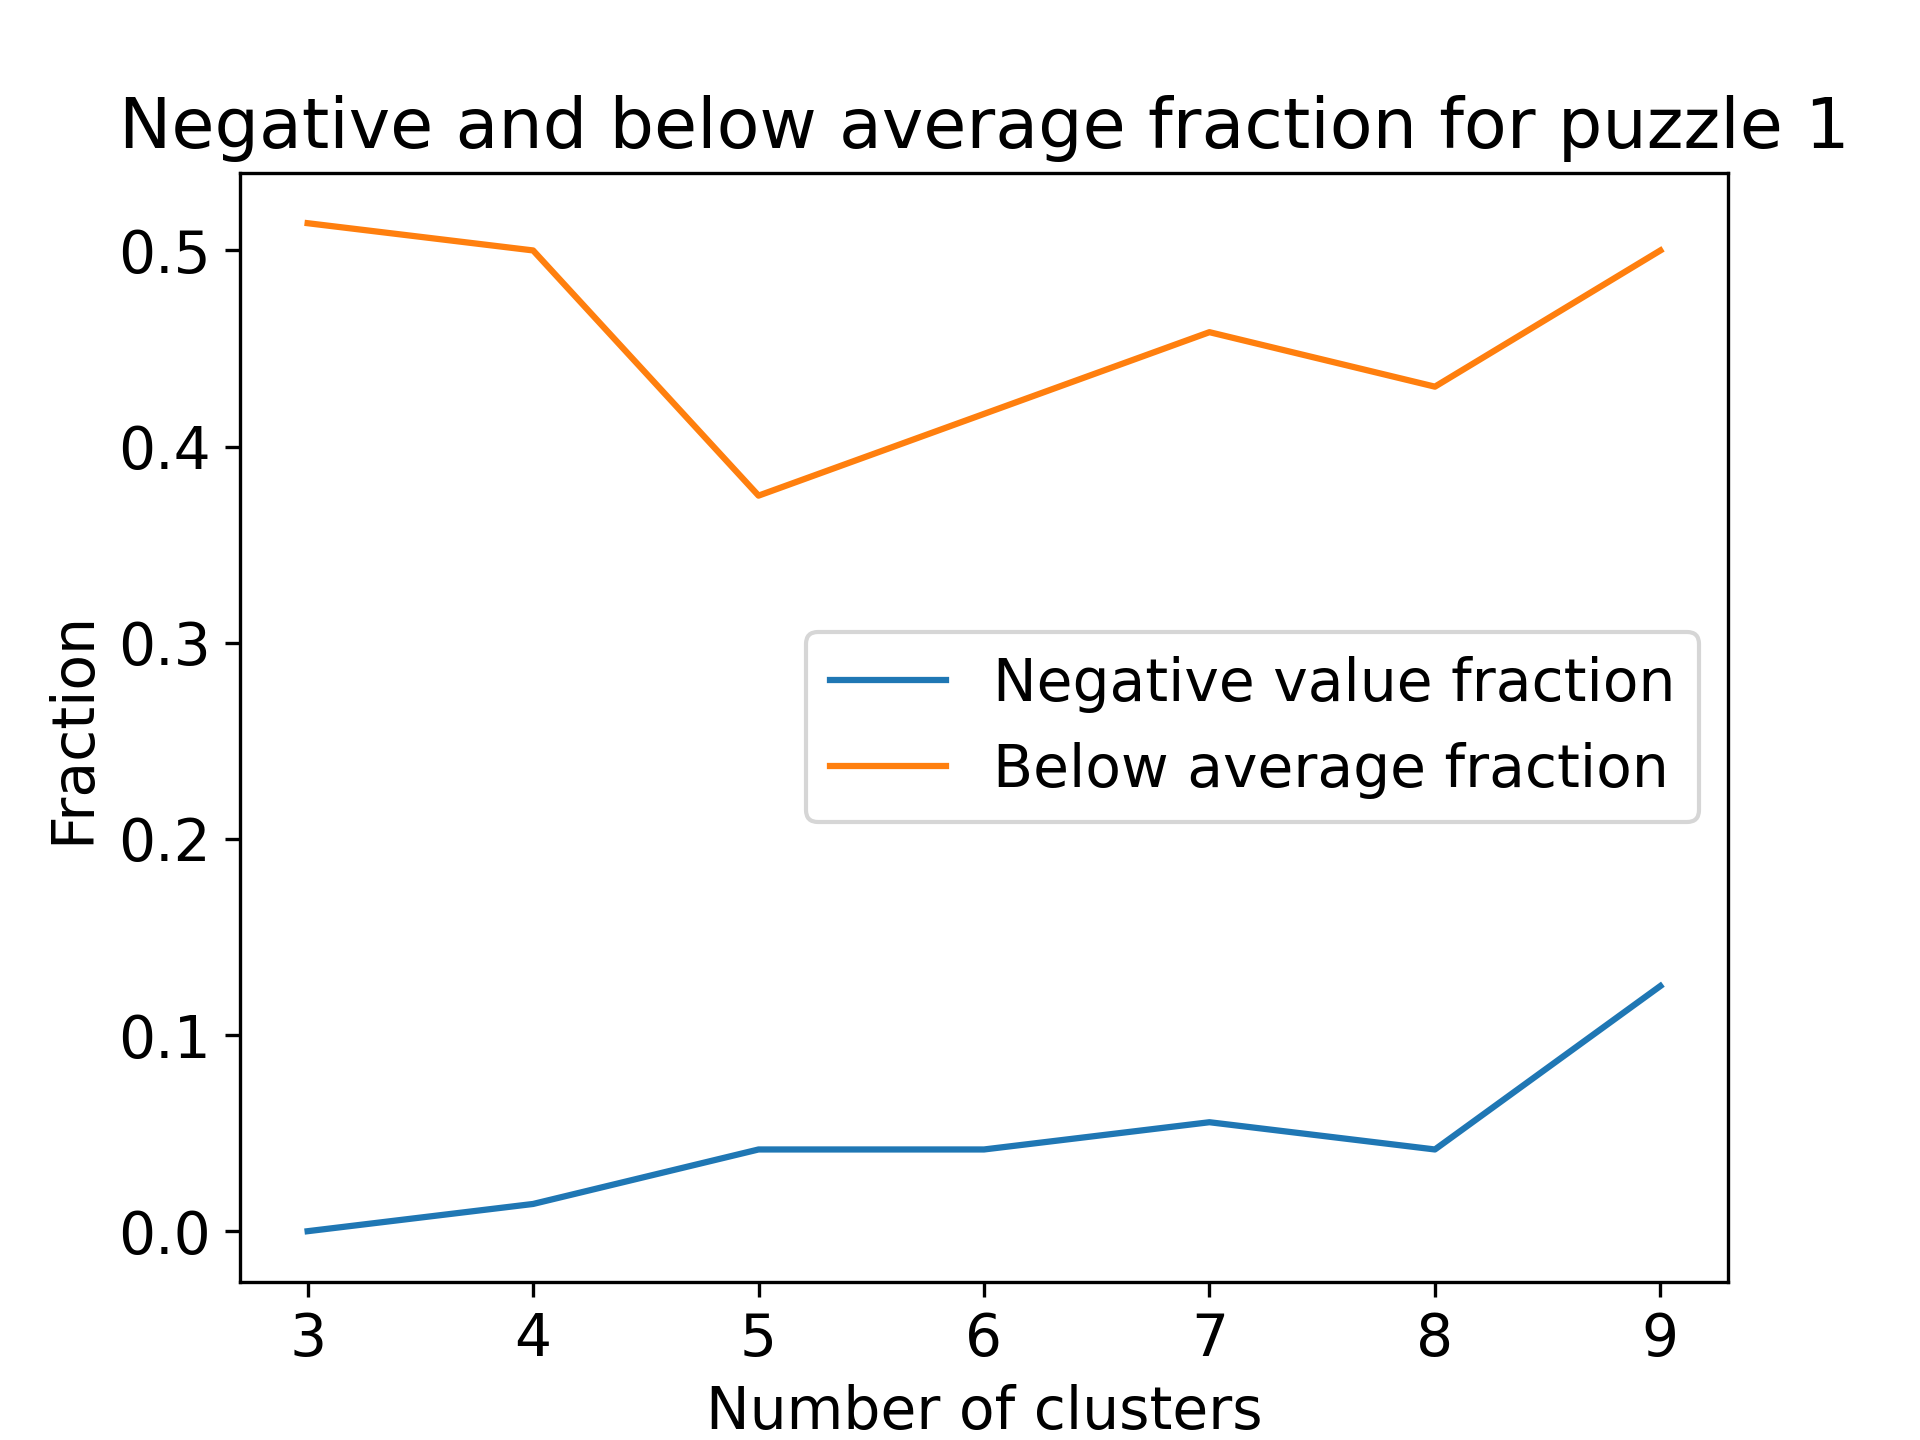 Negative and below average fraction for puzzle 1
0.5
0.4
0.3
0.2
0.1
0.0
Fraction
Negative value fraction
Below average fraction
3 4 5 6 7 8 9
Number of clusters